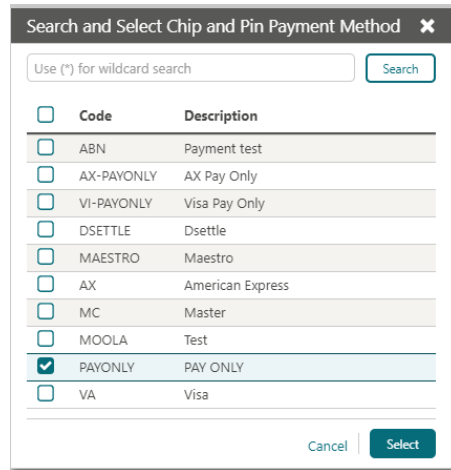 Search and Select Chip and Pin Payment Method
Use (*) for wildcard search Search
Code Description
ABN Payment test
AX-PAYONLY AX Pay Only
VI-PAYONLY Visa Pay Only
DSETTLE Dsettle
MAESTRO Maestro
AX American Express
MC Master
MOOLA Test
PAYONLY PAY ONLY
VA Visa
Cancel Select